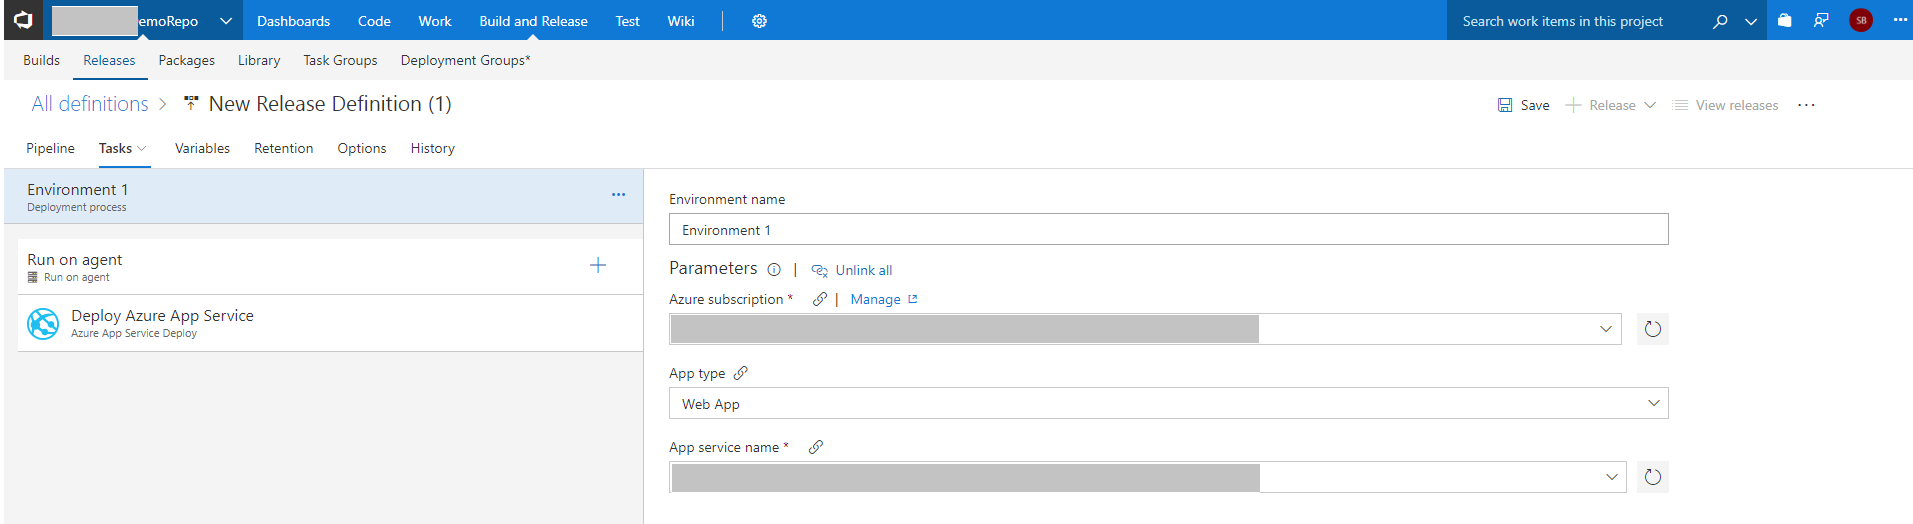 emoRepo Dashboards Code Work Build and Release Test Wiki Search work items in this project SB ...
Builds Releases Packages Library Task Groups Deployment Groups*
All definitions > New Release Definition (1) Save Release View releases ...
Pipeline Tasks Variables Retention Options History
Environment 1 ...
Deployment process
Run on agent
Run on agent
Deploy Azure App Service
Azure App Service Deploy
Environment name
Environment 1
Parameters | Unlink all
Azure subscription * | Manage
App type
Web App
App service name *